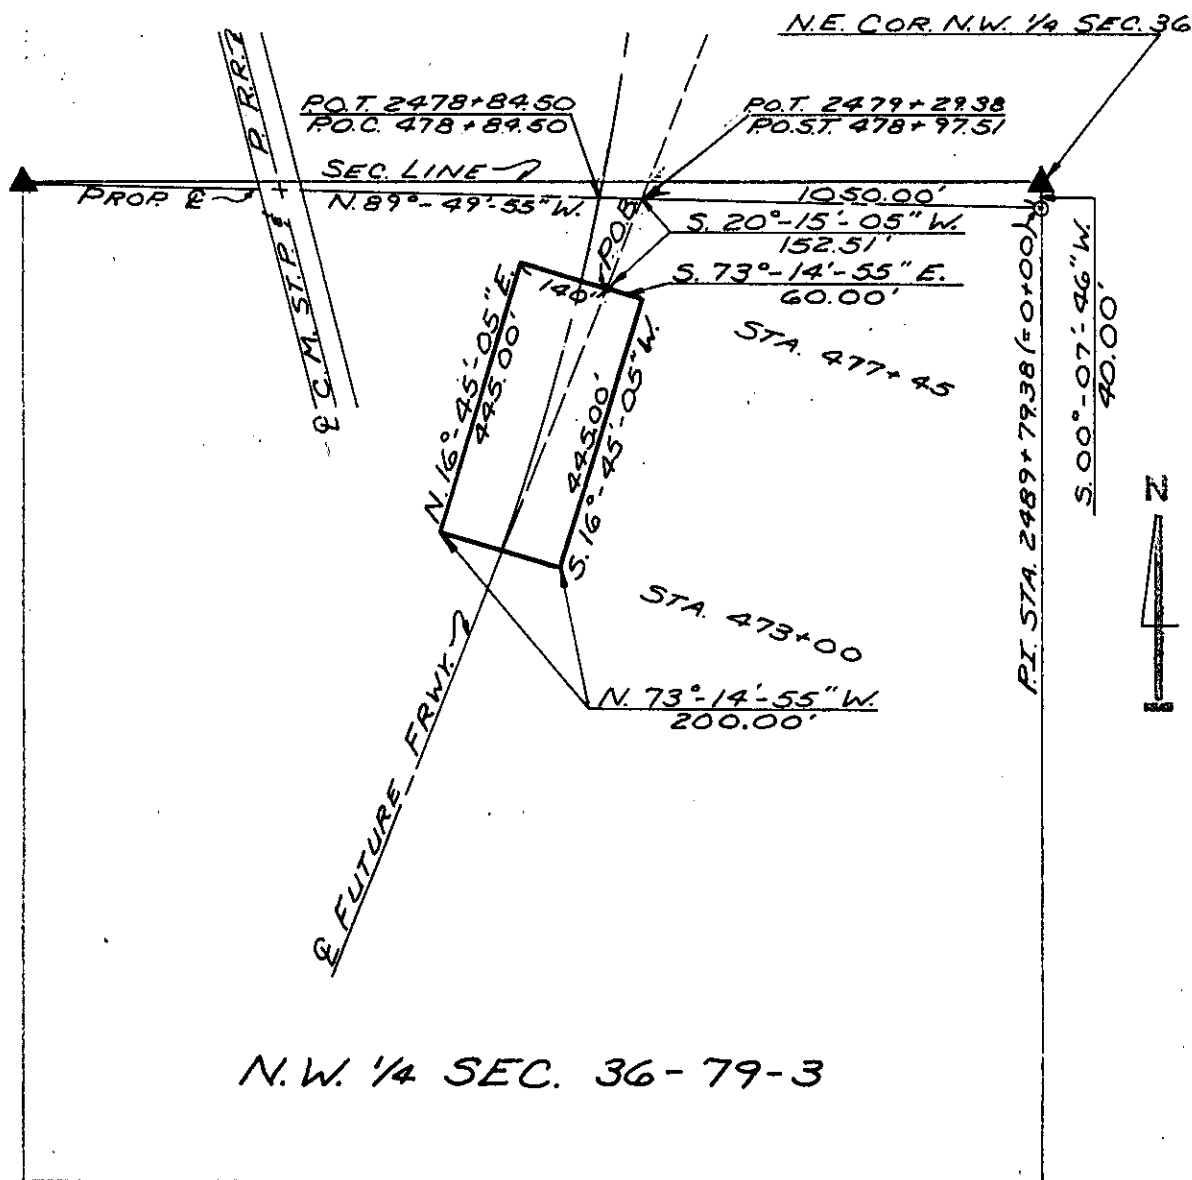 N.E. COR. N.W. 1/4 SEC. 36
P.O.T. 2478+84.50
P.O.C. 478+84.50
P.O.T. 2479+29.38
P.O.S.T. 478+97.51
SEC. LINE
PROP. ℄
N. 89°-49'-55" W.
1050.00'
S. 20°-15'-05" W.
152.51'
S. 73°-14'-55" E.
60.00'
P.O.B.
140'
℄ C. M. ST. P. & P. R.R.
N. 16°-45'-05" E.
445.00'
445.00'
S. 16°-45'-05" W.
STA. 477+45
STA. 473+00
P.I. STA. 2489+79.38 (=0+00)
S. 00°-07'-46" W.
40.00'
N
N. 73°-14'-55" W.
200.00'
℄ FUTURE FRWY.
N.W. 1/4 SEC. 36-79-3